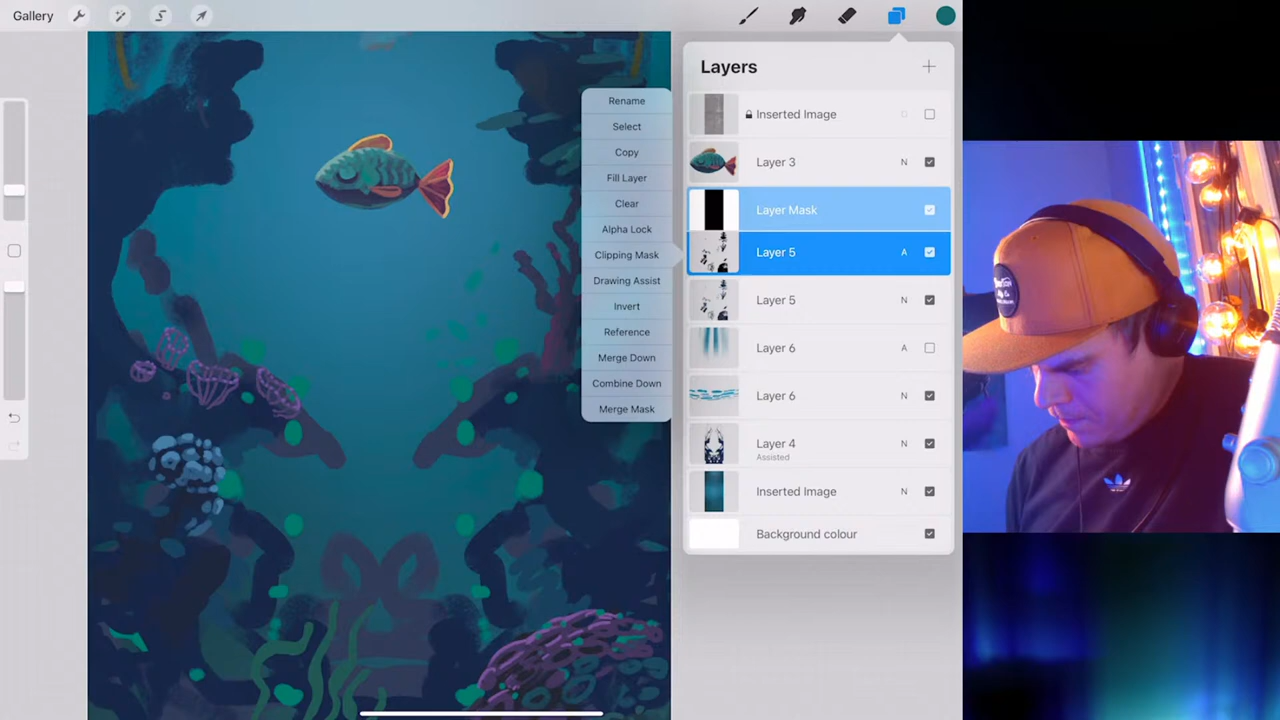 Gallery
Layers
Inserted Image
Layer 3 N
Layer Mask
Layer 5 A
Layer 5 N
Layer 6 A
Layer 6 N
Layer 4 N
Assisted
Inserted Image N
Background colour
Rename
Select
Copy
Fill Layer
Clear
Alpha Lock
Clipping Mask
Drawing Assist
Invert
Reference
Merge Down
Combine Down
Merge Mask